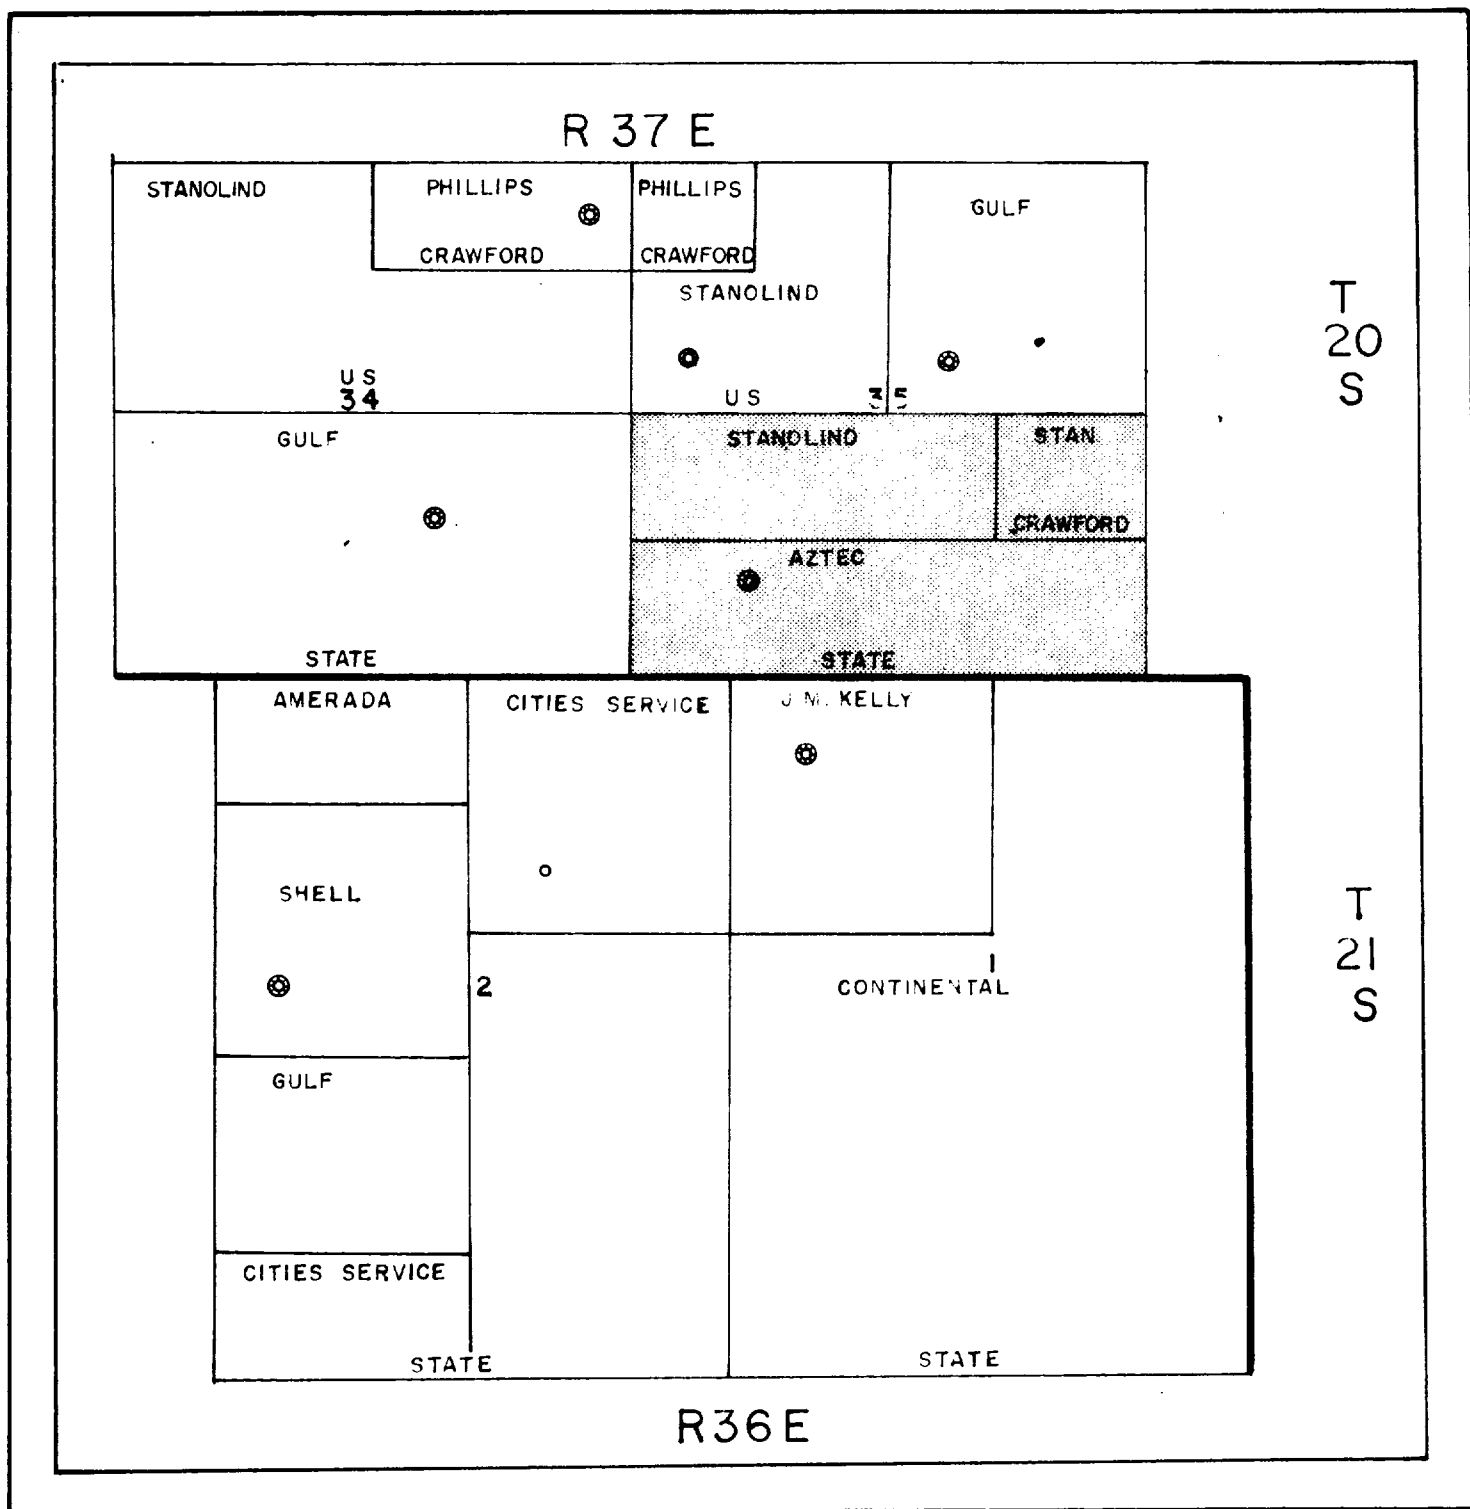 R 37 E
STANOLIND
PHILLIPS
CRAWFORD
PHILLIPS
CRAWFORD
GULF
STANOLIND
T
20
S
US
34
US
35
GULF
STANOLIND
STAN
CRAWFORD
AZTEC
STATE
STATE
AMERADA
CITIES SERVICE
J. M. KELLY
SHELL
T
21
S
2
1
CONTINENTAL
GULF
CITIES SERVICE
STATE
STATE
R36E